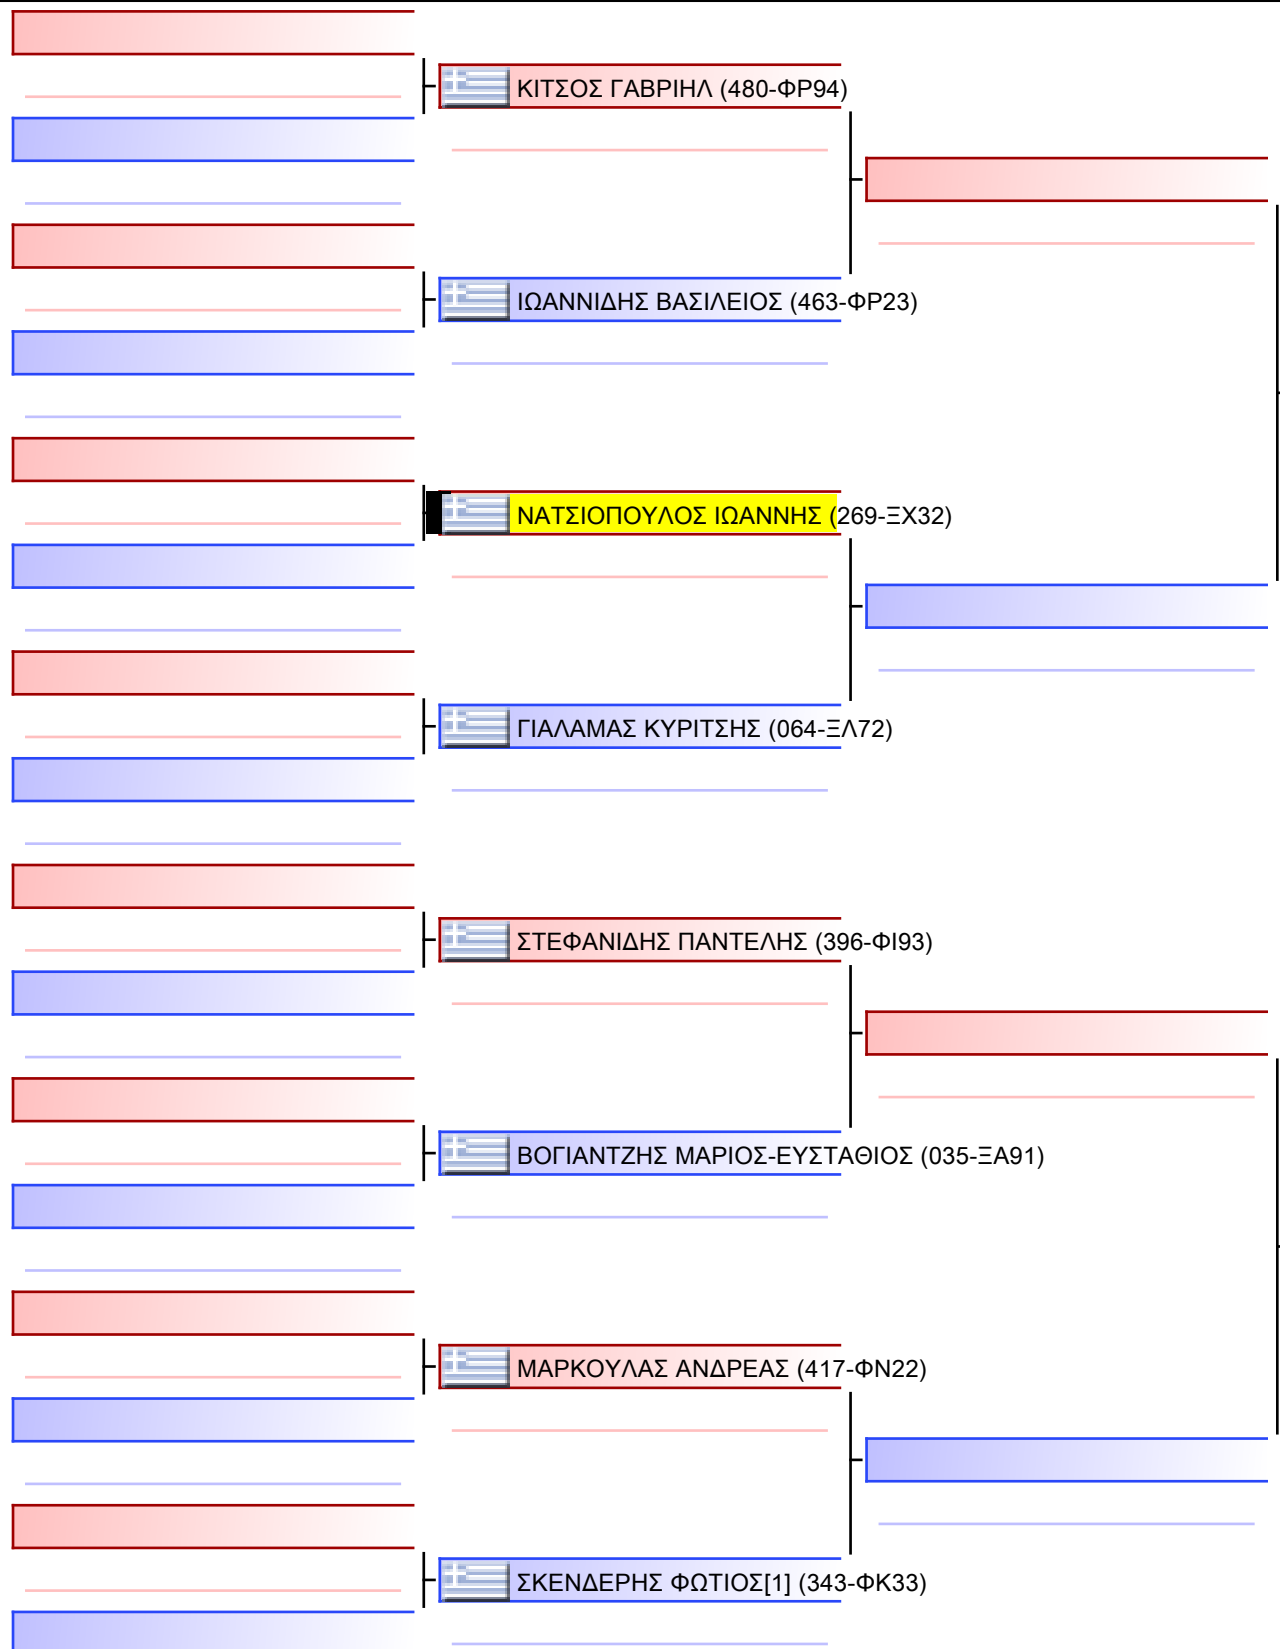 ΚΙΤΣΟΣ ΓΑΒΡΙΗΛ (480-ΦΡ94)
ΙΩΑΝΝΙΔΗΣ ΒΑΣΙΛΕΙΟΣ (463-ΦΡ23)
ΝΑΤΣΙΟΠΟΥΛΟΣ ΙΩΑΝΝΗΣ (269-ΞΧ32)
ΓΙΑΛΑΜΑΣ ΚΥΡΙΤΣΗΣ (064-ΞΛ72)
ΣΤΕΦΑΝΙΔΗΣ ΠΑΝΤΕΛΗΣ (396-ΦΙ93)
ΒΟΓΙΑΝΤΖΗΣ ΜΑΡΙΟΣ-ΕΥΣΤΑΘΙΟΣ (035-ΞΑ91)
ΜΑΡΚΟΥΛΑΣ ΑΝΔΡΕΑΣ (417-ΦΝ22)
ΣΚΕΝΔΕΡΗΣ ΦΩΤΙΟΣ[1] (343-ΦΚ33)